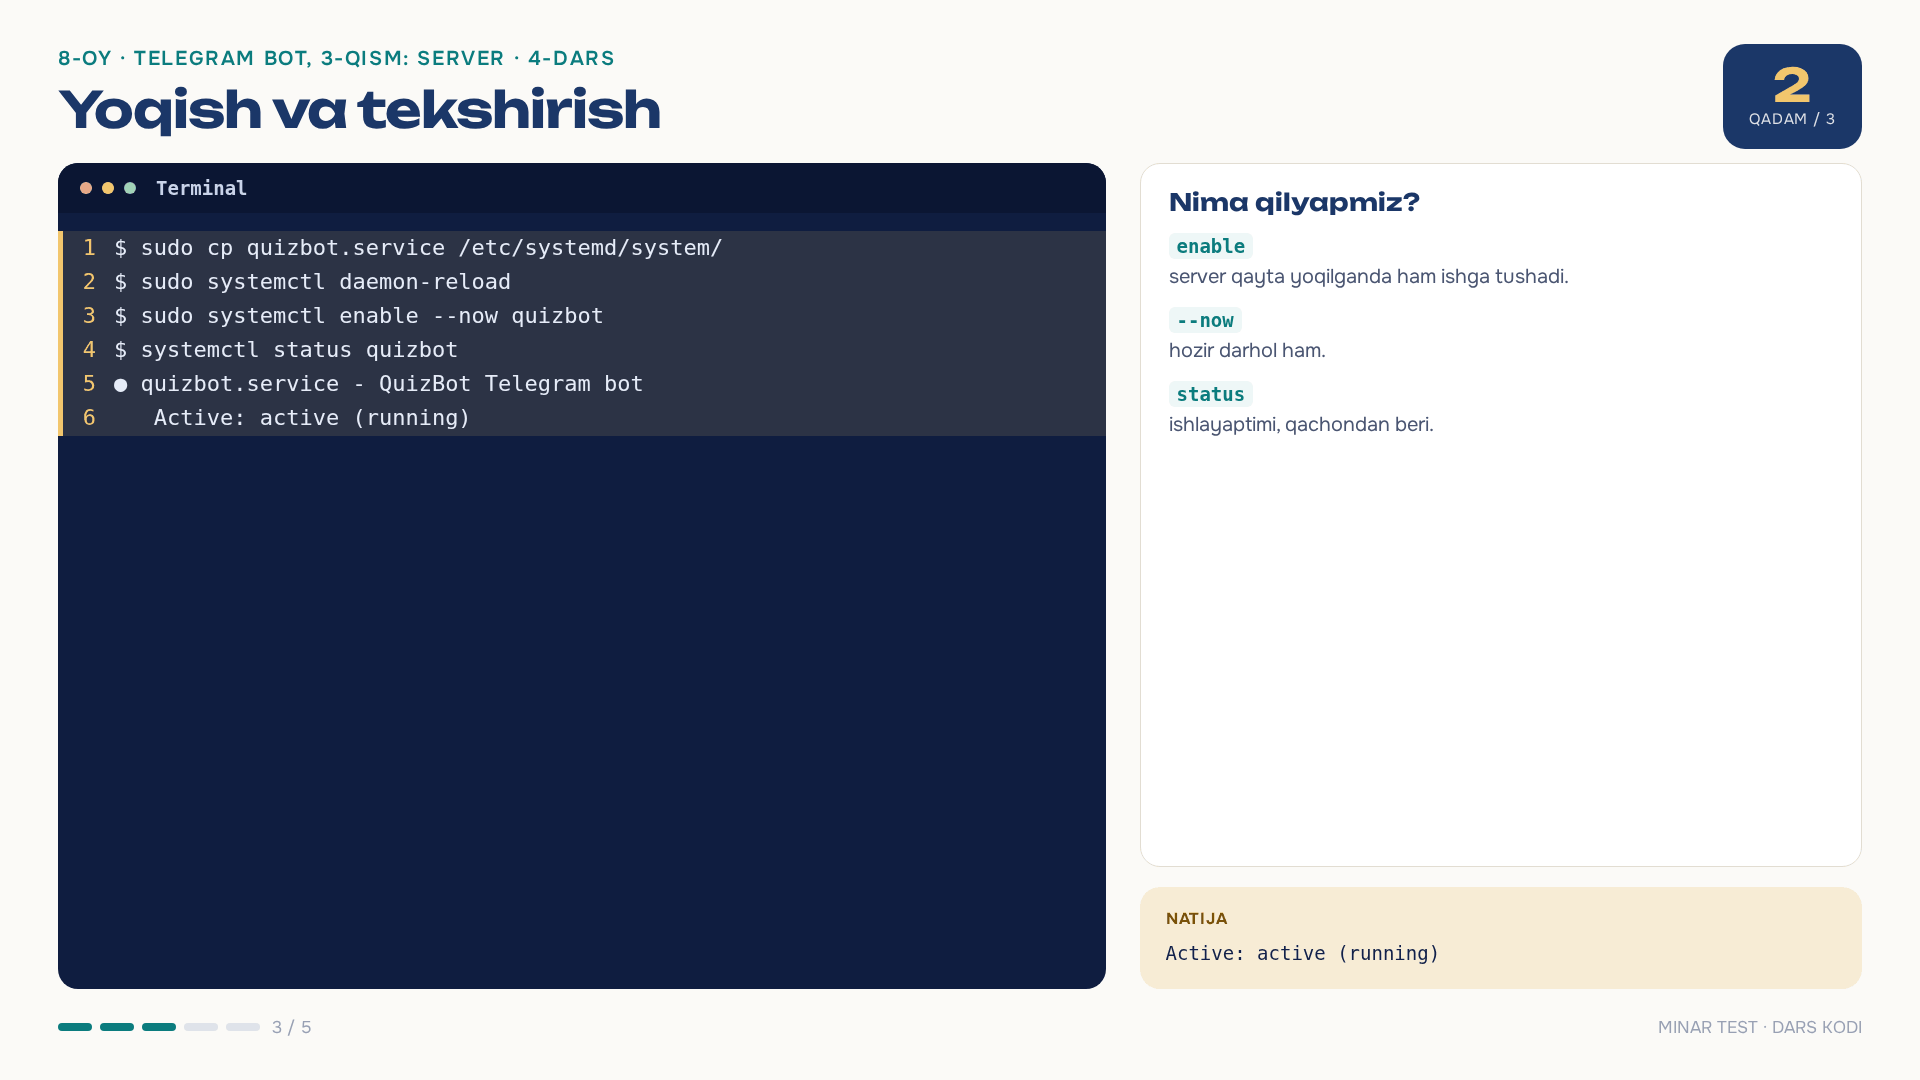 8-OY · TELEGRAM BOT, 3-QISM: SERVER · 4-DARS
Yoqish va tekshirish
2
QADAM / 3
Terminal
1 $ sudo cp quizbot.service /etc/systemd/system/
2 $ sudo systemctl daemon-reload
3 $ sudo systemctl enable --now quizbot
4 $ systemctl status quizbot
5 ● quizbot.service - QuizBot Telegram bot
6    Active: active (running)
Nima qilyapmiz?
enable
server qayta yoqilganda ham ishga tushadi.
--now
hozir darhol ham.
status
ishlayaptimi, qachondan beri.
NATIJA
Active: active (running)
3 / 5
MINAR TEST · DARS KODI